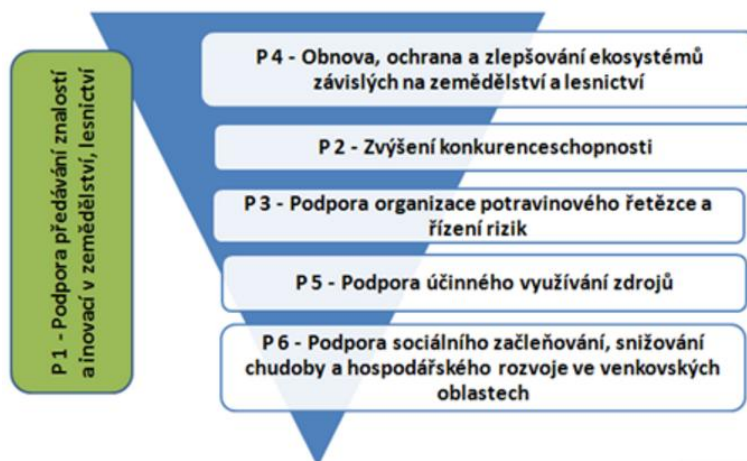 P 1 - Podpora předávání znalostí
a inovací v zemědělství, lesnictví
P 4 - Obnova, ochrana a zlepšování ekosystémů
závislých na zemědělství a lesnictví
P 2 - Zvýšení konkurenceschopnosti
P 3 - Podpora organizace potravinového řetězce a
řízení rizik
P 5 - Podpora účinného využívání zdrojů
P 6 - Podpora sociálního začleňování, snižování
chudoby a hospodářského rozvoje ve venkovských
oblastech